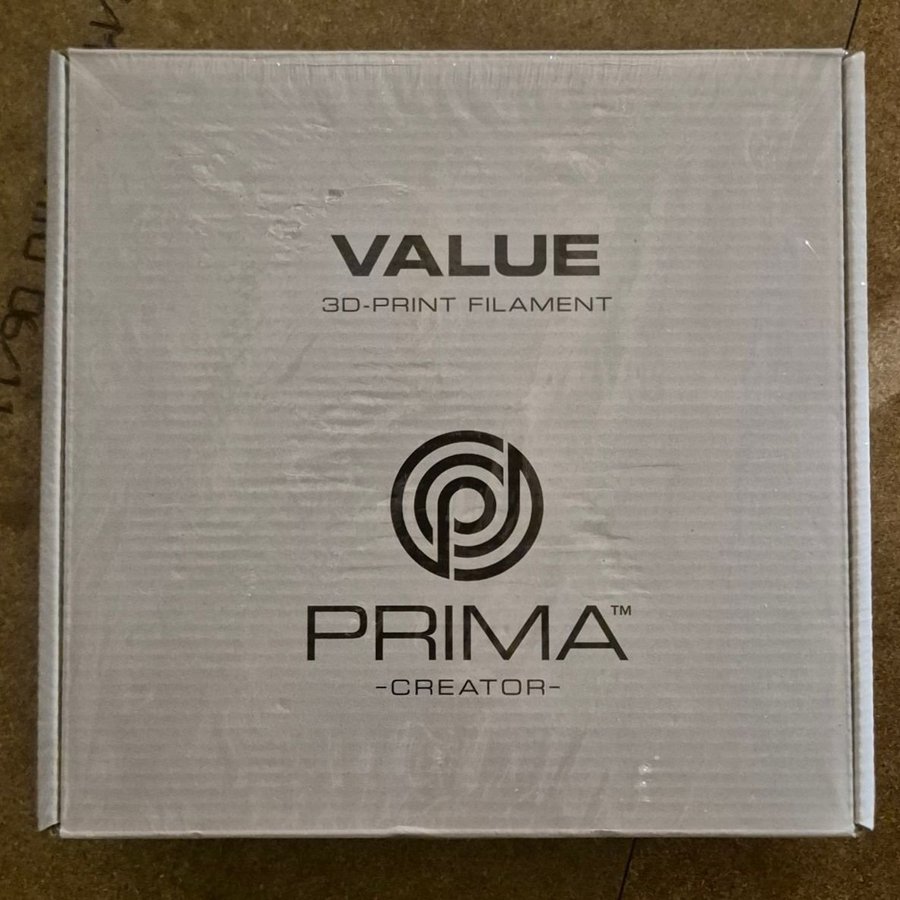 VALUE
3D-PRINT FILAMENT
PRIMA™
-CREATOR-